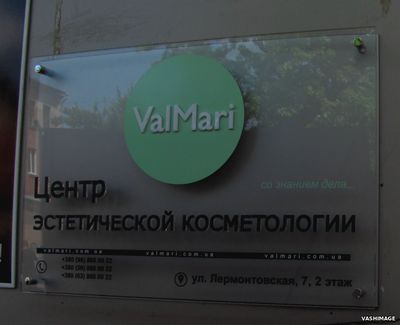 ValMari
со знанием дела...
Центр
ЭСТЕТИЧЕСКОЙ КОСМЕТОЛОГИИ
valmari.com.ua valmari.com.ua valmari.com.ua
ул. Лермонтовская, 7, 2 этаж
VASHIMAGE